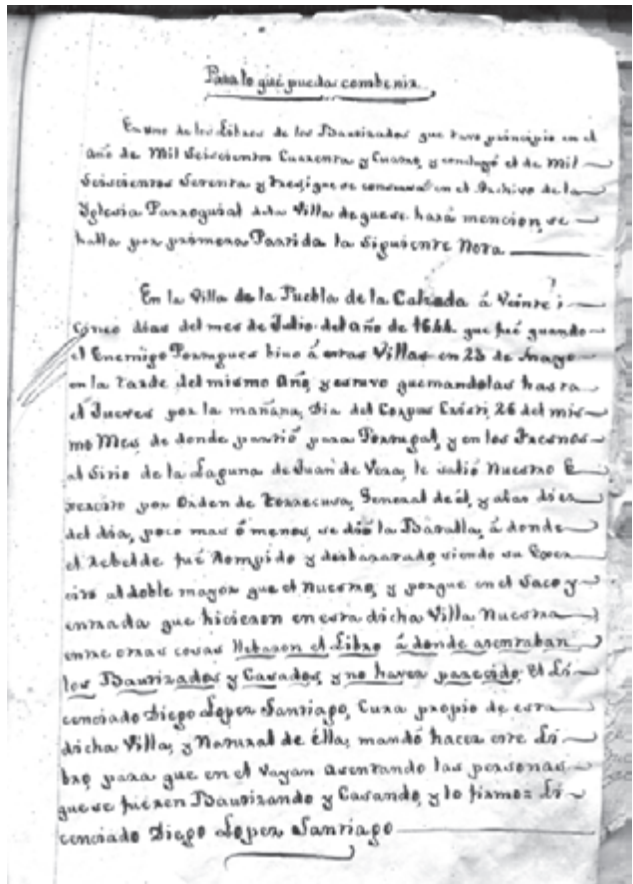 Para lo que pueda combenir
En uno de los Libros de los Bautizados que tuvo principio en el
año de Mil Seiscientos Cuarenta y Cuatro, y concluyó el de Mil
Seiscientos Setenta y tres, que se conserva en el Archivo de la
Iglesia Parroquial de la Villa de que se hará mencion, se
halla por primera Partida la Siguiente Nota
En la Villa de la Puebla de la Calzada á Veinte i
cinco dias del mes de Julio del año de 1644. que fué quando
el Enemigo Portugues bino á estas Villas en 25 de Mayo
en la tarde del mismo Año, y estuvo quemandolas hasta
el Jueves por la mañana, Dia del Corpus Cristi, 26 del mis-
mo Mes, de donde partió para Portugal, y en los Fresnos
al Sitio de la Laguna de Juan de Vera, le salió Nuestro E
xercito por Orden de Torrecusa, General de él, y alas diez
del dia, poco mas ó menos, se dió la Batalla, á donde
el Rebelde fué Rompido y desbaratado, siendo su Exer
cito al doble mayor que el Nuestro, y porque en el Saco y
entrada que hicieron en esta dicha Villa Nuestra
entre otras cosas llebaron el Libro á donde asentaban
los Bautizados y Casados, y no haver parecido. El Li-
cenciado Diego Lopez Santiago, Cura propio de esta
dicha Villa, y Natural de élla, mandó hacer este Li-
bro para que en el vayan asentando las personas
que se fueren Bautizando y Casando, y lo firmo= Li-
cenciado Diego Lopez Santiago